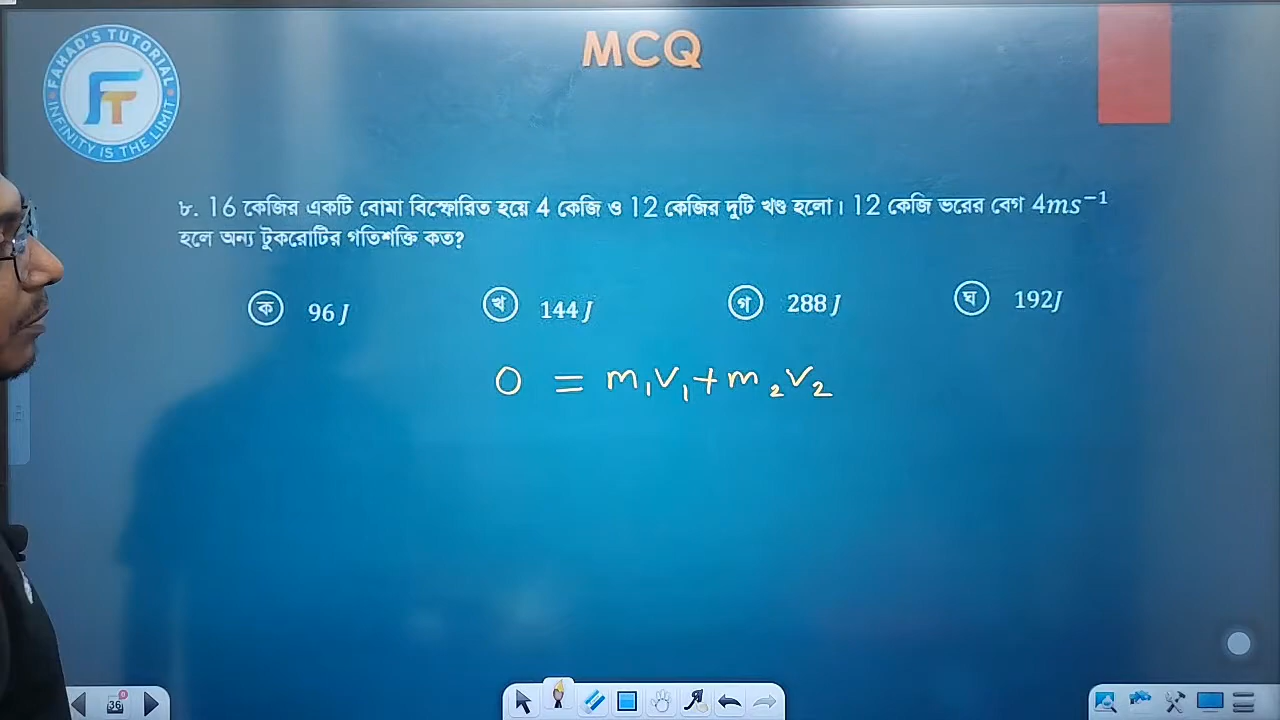 MCQ
FAHAD'S TUTORIAL
FT
INFINITY IS THE LIMIT
৮. 16 কেজির একটি বোমা বিস্ফোরিত হয়ে 4 কেজি ও 12 কেজির দুটি খণ্ড হলো। 12 কেজি ভরের বেগ 4ms⁻¹
হলে অন্য টুকরোটির গতিশক্তি কত?
ক 96 J খ 144 J গ 288 J ঘ 192J
0 = m₁v₁+m₂v₂
36